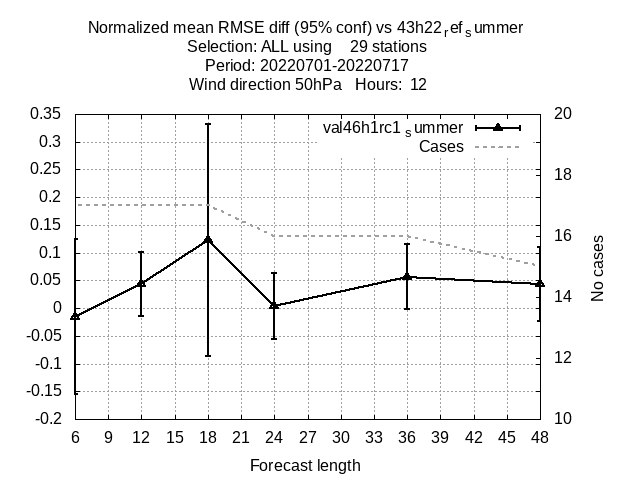 Normalized mean RMSE diff (95% conf) vs 43h22ᵣefₛummer
Selection: ALL using    29 stations
Period: 20220701-20220717
Wind direction 50hPa   Hours:  12
0.35
0.3
0.25
0.2
0.15
0.1
0.05
0
-0.05
-0.1
-0.15
-0.2
val46h1rc1ₛummer
Cases
20
18
16
14
12
10
No cases
6 9 12 15 18 21 24 27 30 33 36 39 42 45 48
Forecast length